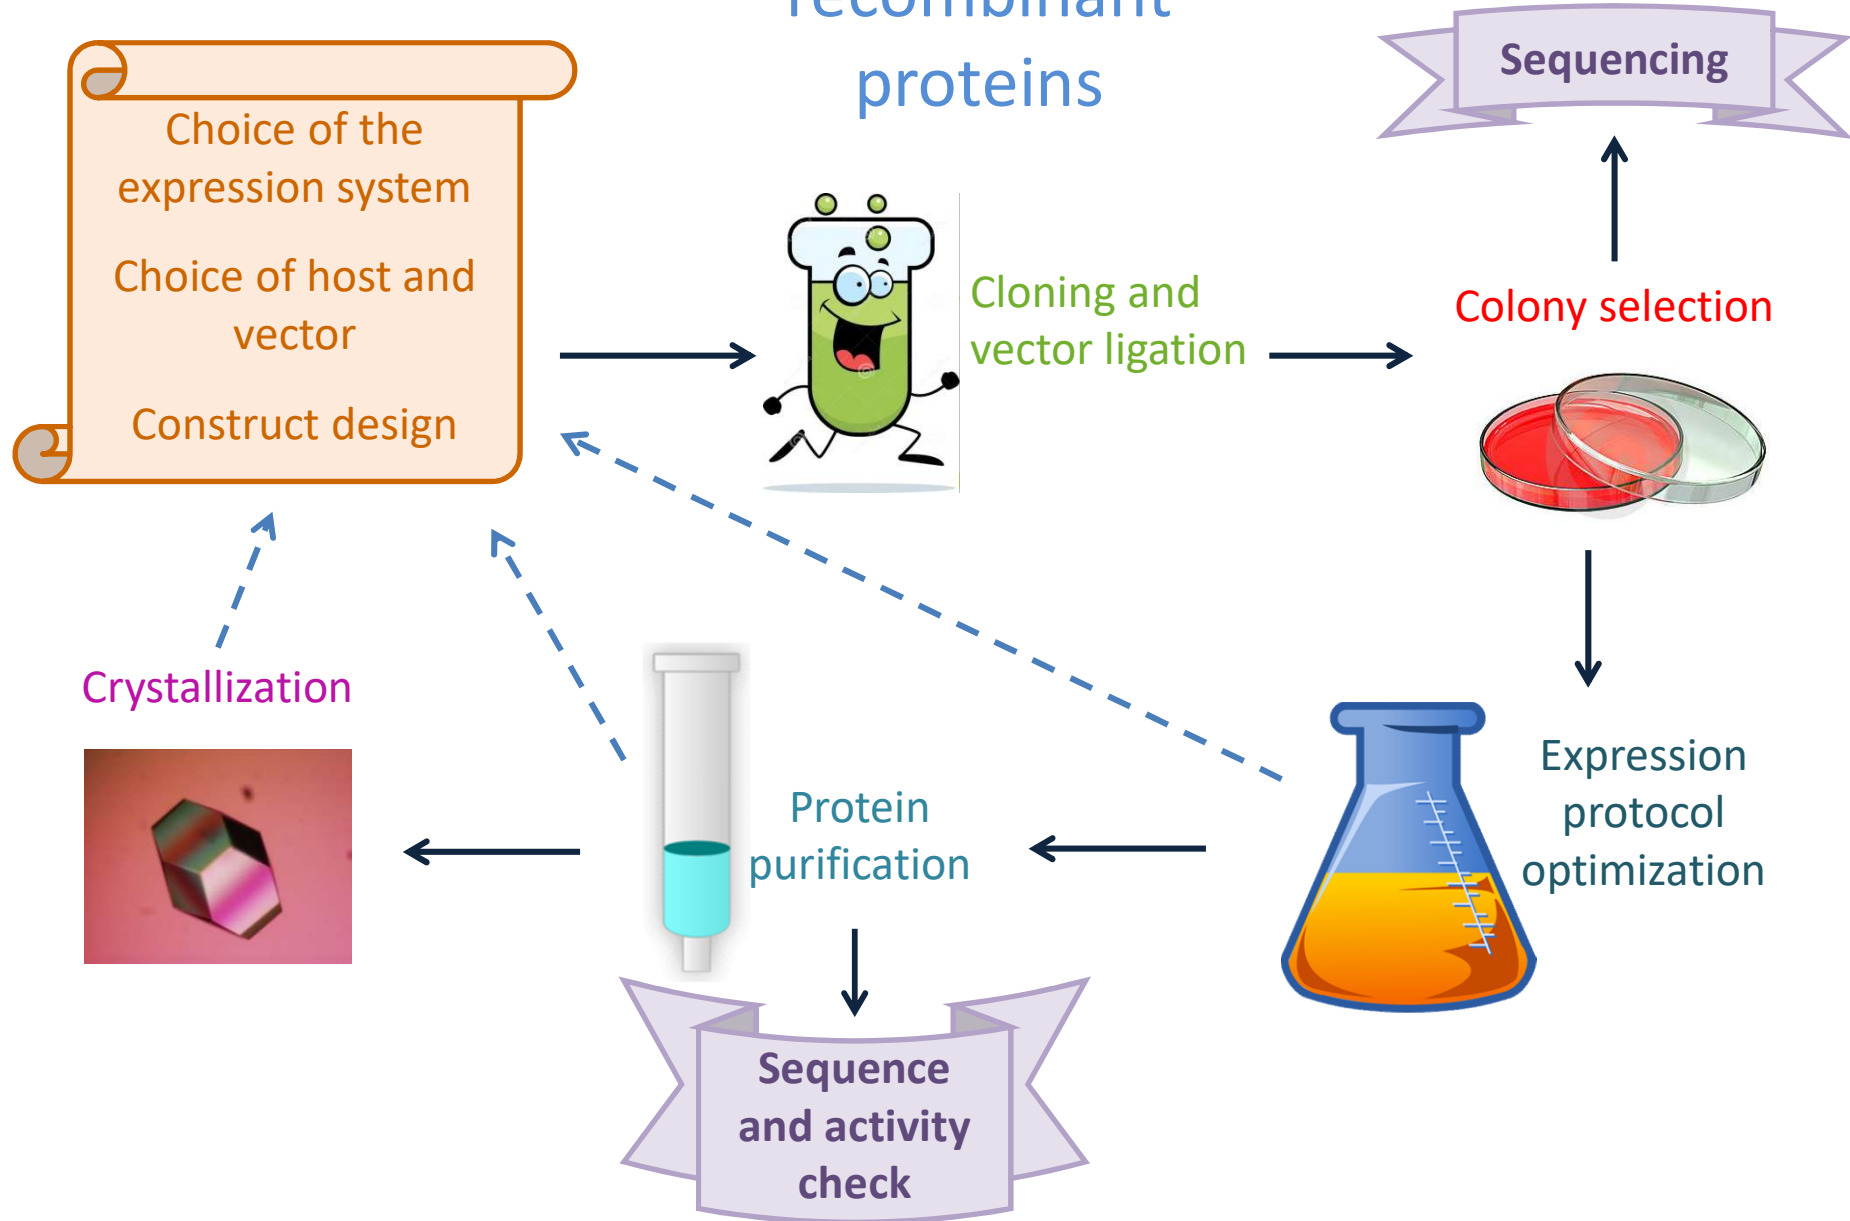 recombinant
proteins
Sequencing
Choice of the
expression system
Choice of host and
vector
Construct design
Cloning and
vector ligation
Colony selection
Crystallization
Protein
purification
Expression
protocol
optimization
Sequence
and activity
check